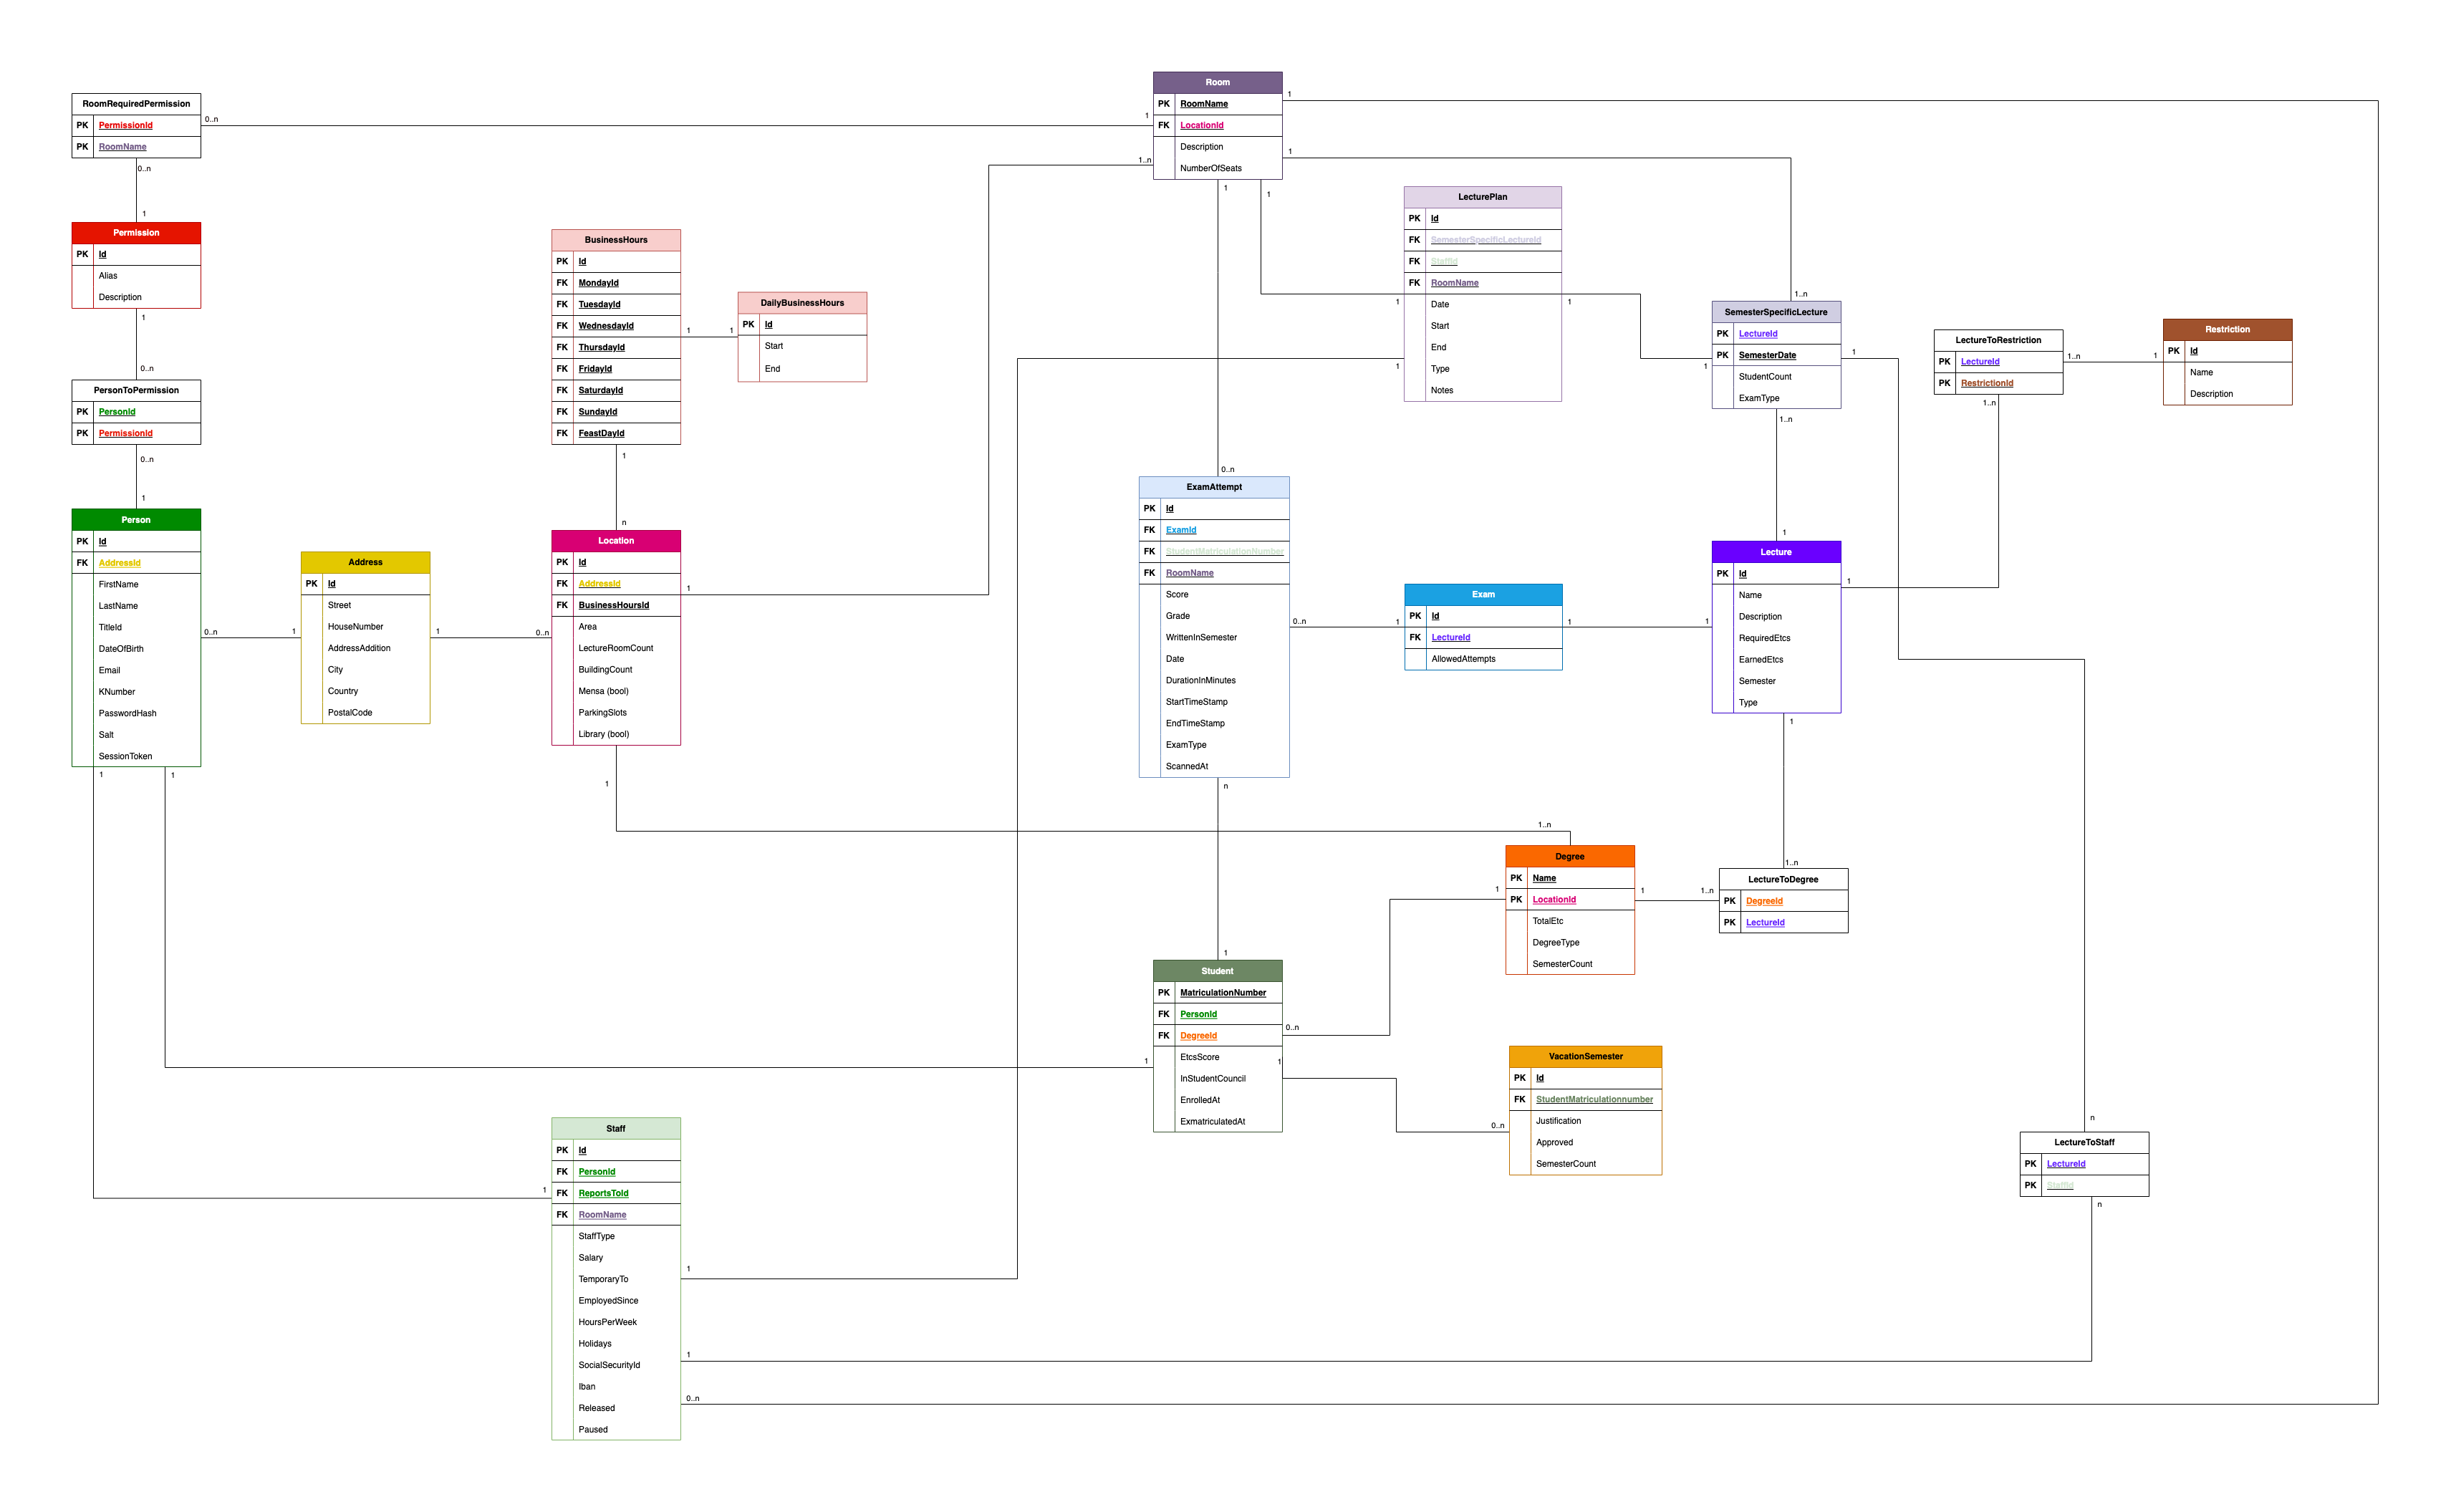 RoomRequiredPermission
PK PermissionId
PK RoomName
0..n
0..n
1
Permission
PK Id
Alias
Description
1
0..n
PersonToPermission
PK PersonId
PK PermissionId
0..n
1
Person
PK Id
FK AddressId
FirstName
LastName
TitleId
DateOfBirth
Email
KNumber
PasswordHash
Salt
SessionToken
0..n
1
1
1
Address
PK Id
Street
HouseNumber
AddressAddition
City
Country
PostalCode
1
0..n
BusinessHours
PK Id
FK MondayId
FK TuesdayId
FK WednesdayId
FK ThursdayId
FK FridayId
FK SaturdayId
FK SundayId
FK FeastDayId
1
1
DailyBusinessHours
PK Id
Start
End
1
n
Location
PK Id
FK AddressId
FK BusinessHoursId
Area
LectureRoomCount
BuildingCount
Mensa (bool)
ParkingSlots
Library (bool)
1
1
1..n
Staff
PK Id
FK PersonId
FK ReportsToId
FK RoomName
StaffType
Salary
TemporaryTo
EmployedSince
HoursPerWeek
Holidays
SocialSecurityId
Iban
Released
Paused
1
1
1
0..n
Room
PK RoomName
FK LocationId
Description
NumberOfSeats
1
1..n
1
1
1
1
0..n
ExamAttempt
PK Id
FK ExamId
FK StudentMatriculationNumber
FK RoomName
Score
Grade
WrittenInSemester
Date
DurationInMinutes
StartTimeStamp
EndTimeStamp
ExamType
ScannedAt
0..n
1
n
1
Student
PK MatriculationNumber
FK PersonId
FK DegreeId
EtcsScore
InStudentCouncil
EnrolledAt
ExmatriculatedAt
1
0..n
1
LecturePlan
PK Id
FK SemesterSpecificLectureId
FK StaffId
FK RoomName
Date
Start
End
Type
Notes
1
1
1
Exam
PK Id
FK LectureId
AllowedAttempts
1
1
Degree
PK Name
PK LocationId
TotalEtc
DegreeType
SemesterCount
1
1
1..n
VacationSemester
PK Id
FK StudentMatriculationnumber
Justification
Approved
SemesterCount
0..n
SemesterSpecificLecture
PK LectureId
PK SemesterDate
StudentCount
ExamType
1..n
1
1
1..n
1
Lecture
PK Id
Name
Description
RequiredEtcs
EarnedEtcs
Semester
Type
1
1
1..n
LectureToDegree
PK DegreeId
PK LectureId
LectureToRestriction
PK LectureId
PK RestrictionId
1..n
1
1..n
Restriction
PK Id
Name
Description
n
LectureToStaff
PK LectureId
PK StaffId
n